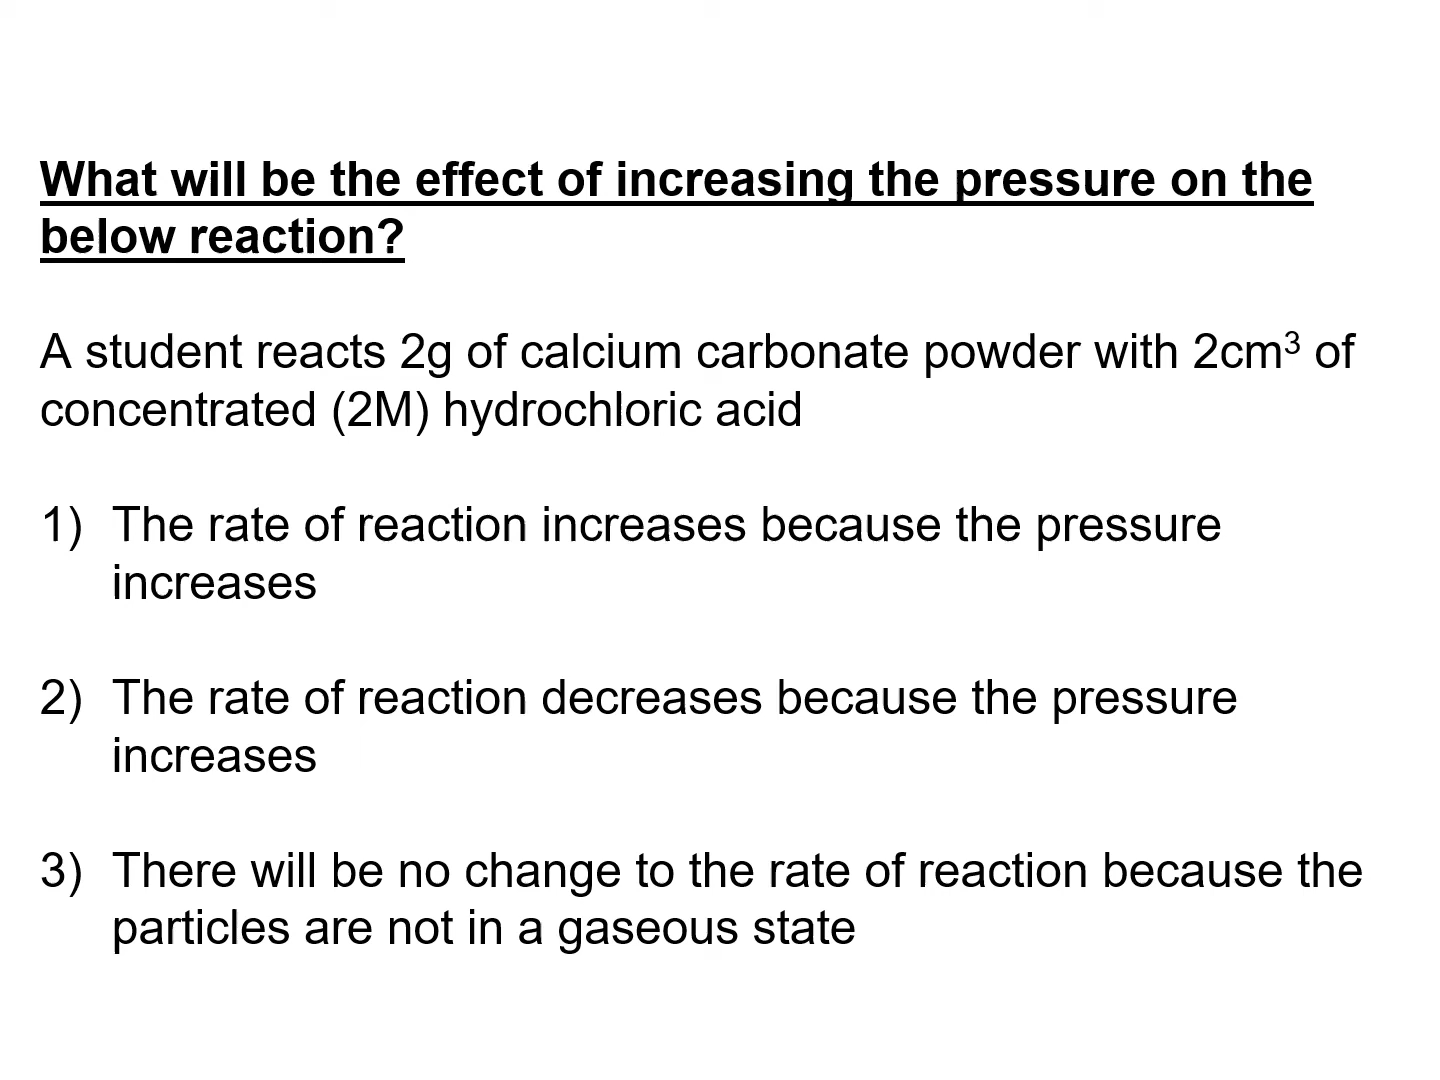 What will be the effect of increasing the pressure on the
below reaction?
A student reacts 2g of calcium carbonate powder with 2cm³ of
concentrated (2M) hydrochloric acid
1) The rate of reaction increases because the pressure
increases
2) The rate of reaction decreases because the pressure
increases
3) There will be no change to the rate of reaction because the
particles are not in a gaseous state